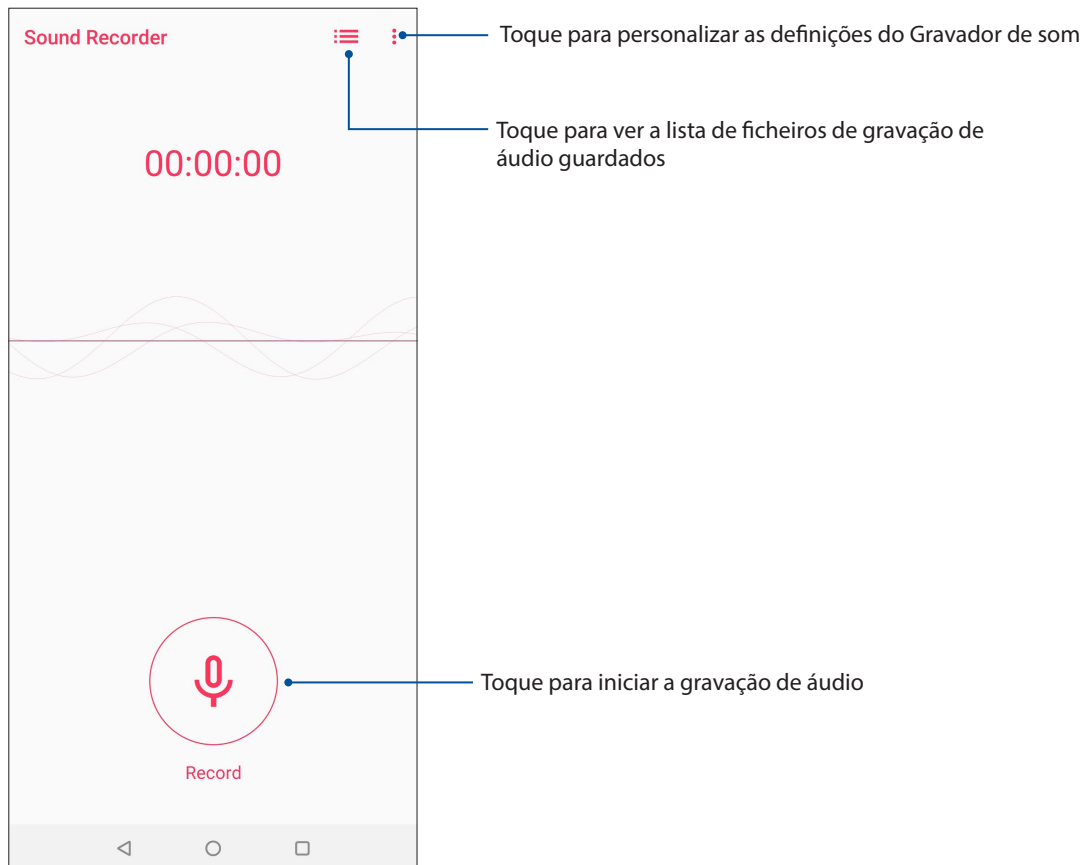 Sound Recorder
Toque para personalizar as definições do Gravador de som
Toque para ver a lista de ficheiros de gravação de
áudio guardados
00:00:00
Toque para iniciar a gravação de áudio
Record